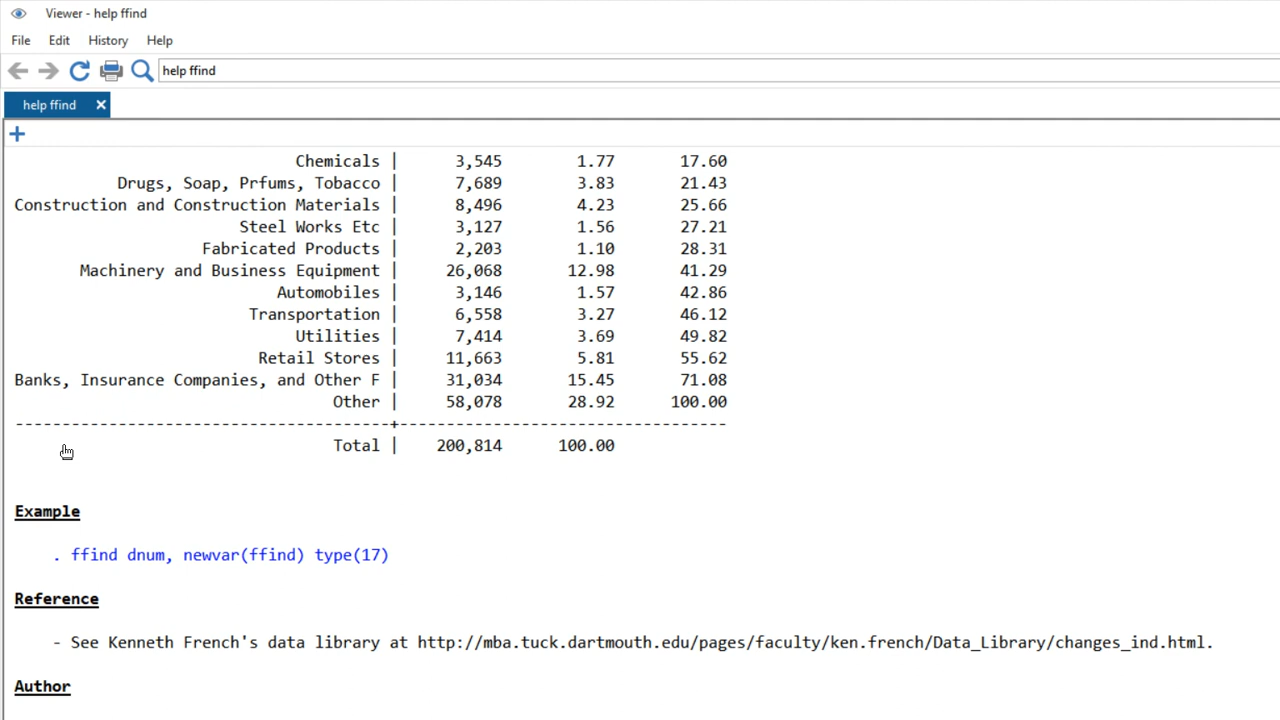 Viewer - help ffind
File Edit History Help
help ffind
help ffind ×
+
Chemicals | 3,545 1.77 17.60
Drugs, Soap, Prfums, Tobacco | 7,689 3.83 21.43
Construction and Construction Materials | 8,496 4.23 25.66
Steel Works Etc | 3,127 1.56 27.21
Fabricated Products | 2,203 1.10 28.31
Machinery and Business Equipment | 26,068 12.98 41.29
Automobiles | 3,146 1.57 42.86
Transportation | 6,558 3.27 46.12
Utilities | 7,414 3.69 49.82
Retail Stores | 11,663 5.81 55.62
Banks, Insurance Companies, and Other F | 31,034 15.45 71.08
Other | 58,078 28.92 100.00
----------------------------------------+-----------------------------------
Total | 200,814 100.00
Example
. ffind dnum, newvar(ffind) type(17)
Reference
- See Kenneth French's data library at http://mba.tuck.dartmouth.edu/pages/faculty/ken.french/Data_Library/changes_ind.html.
Author